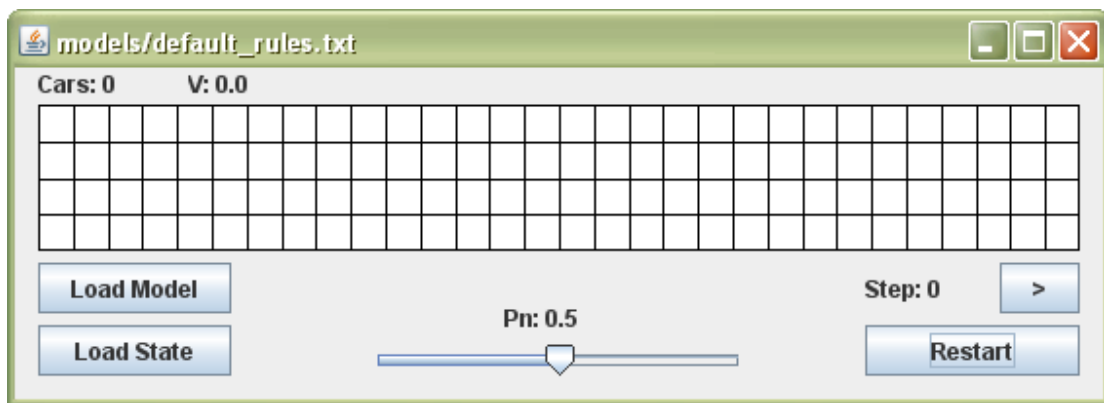 models/default_rules.txt
Cars: 0 V: 0.0
Load Model
Step: 0 >
Pn: 0.5
Load State
Restart